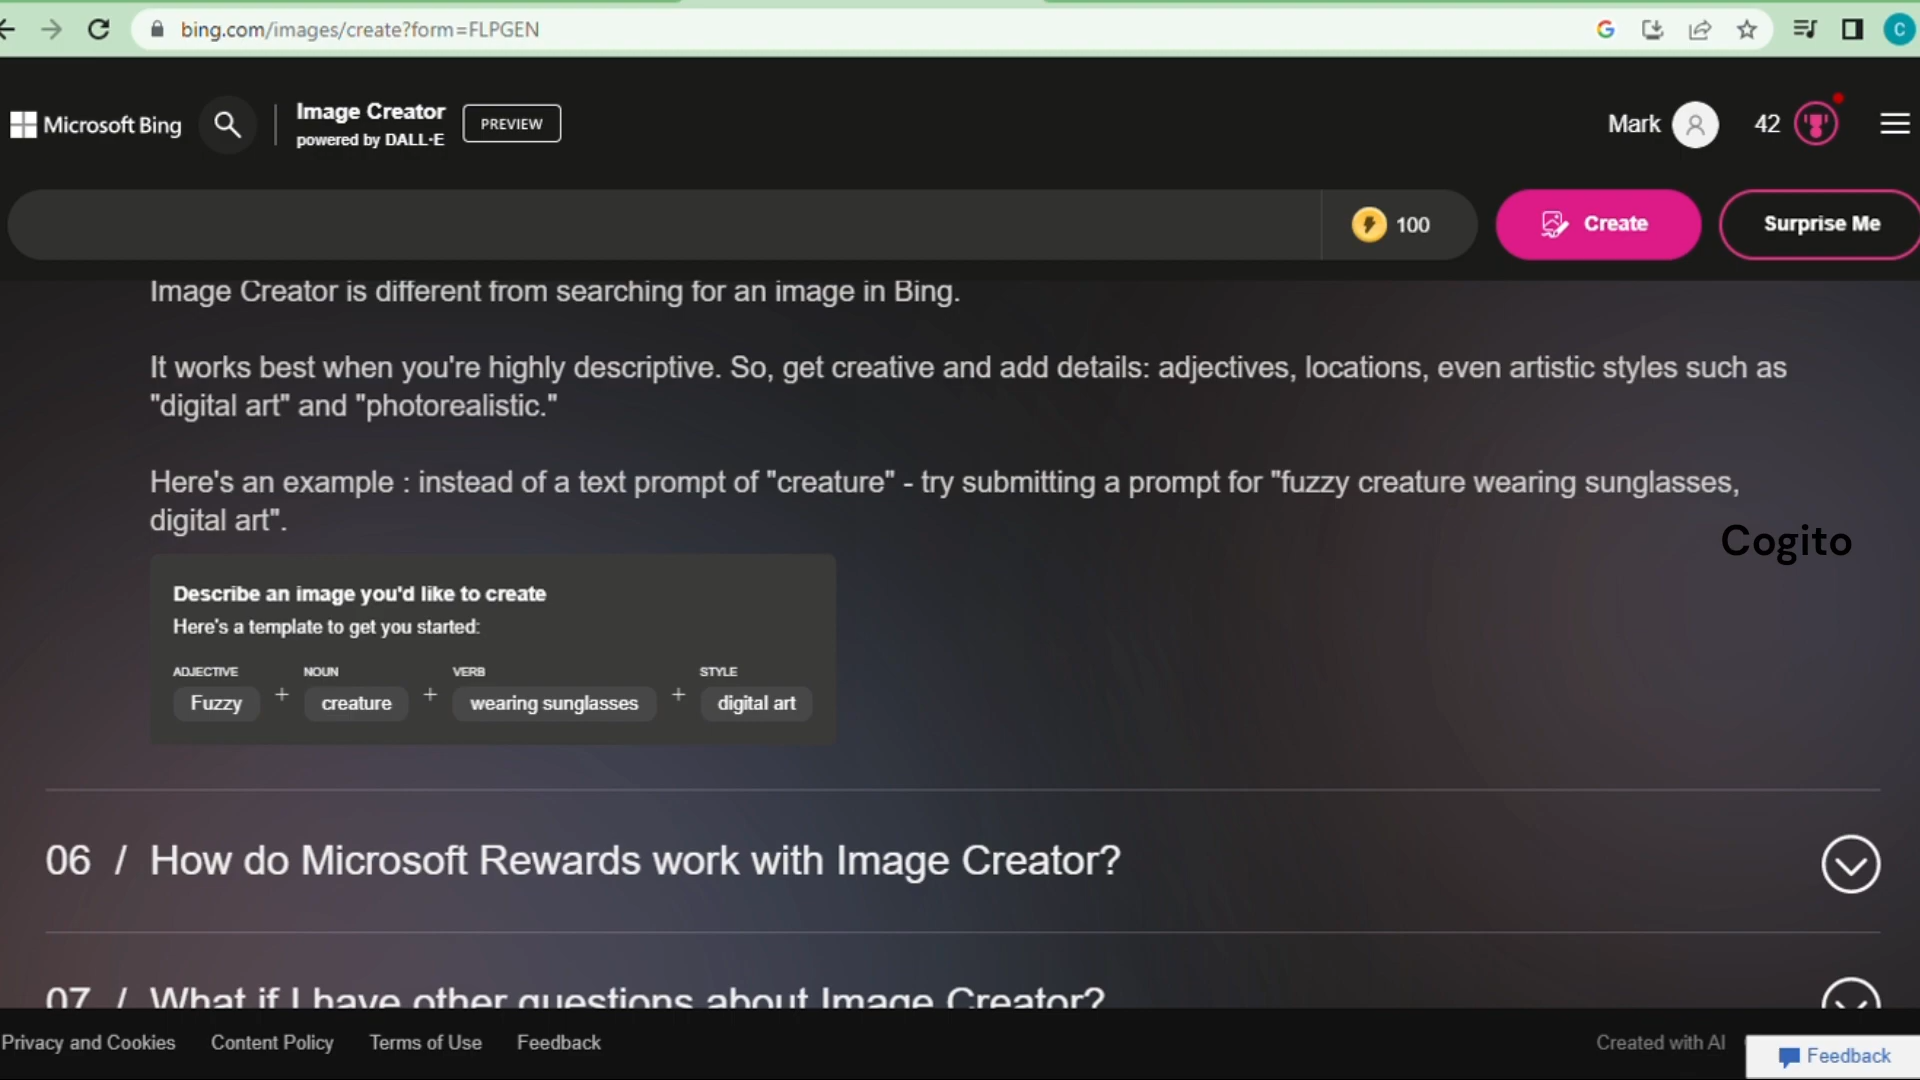 bing.com/images/create?form=FLPGEN
Microsoft Bing
Image Creator
powered by DALL·E
PREVIEW
Mark
42
C
100
Create
Surprise Me
Image Creator is different from searching for an image in Bing.
It works best when you're highly descriptive. So, get creative and add details: adjectives, locations, even artistic styles such as
"digital art" and "photorealistic."
Here's an example : instead of a text prompt of "creature" - try submitting a prompt for "fuzzy creature wearing sunglasses,
digital art".
Cogito
Describe an image you'd like to create
Here's a template to get you started:
ADJECTIVE NOUN VERB STYLE
Fuzzy + creature + wearing sunglasses + digital art
06 / How do Microsoft Rewards work with Image Creator?
07 / What if I have other questions about Image Creator?
Privacy and Cookies Content Policy Terms of Use Feedback Created with AI
Feedback